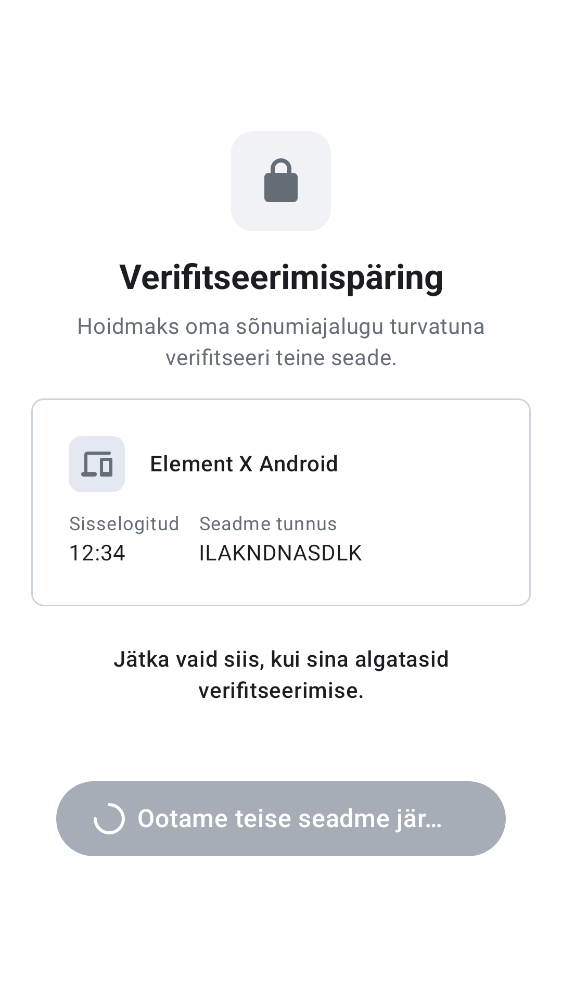 Verifitseerimispäring
Hoidmaks oma sõnumiajalugu turvatuna
verifitseeri teine seade.
Element X Android
Sisselogitud Seadme tunnus
12:34 ILAKNDNASDLK
Jätka vaid siis, kui sina algatasid
verifitseerimise.
Ootame teise seadme jär…